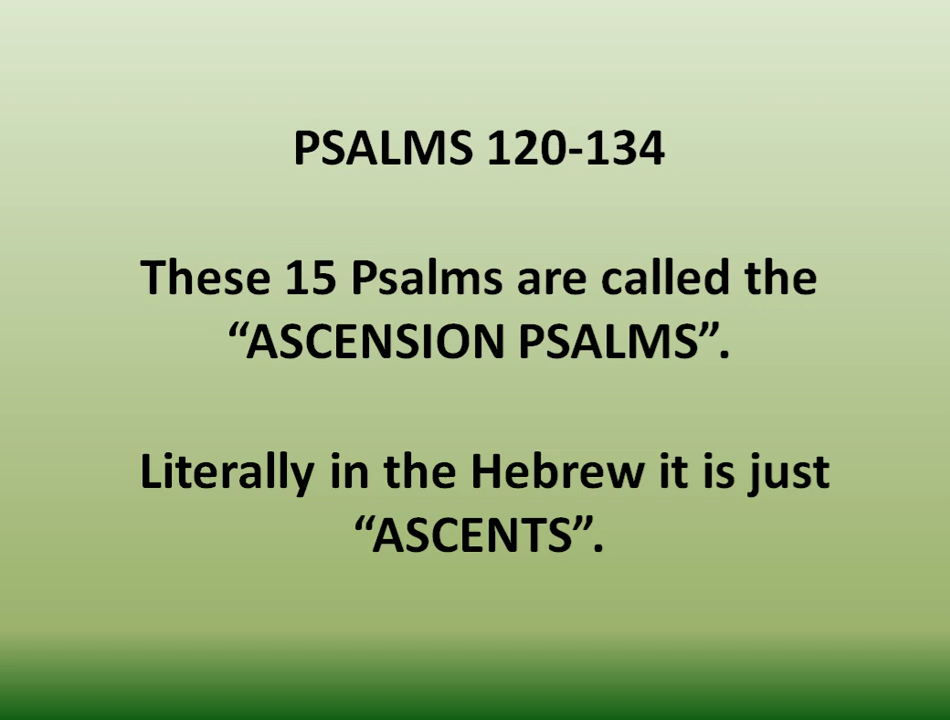 PSALMS 120-134
These 15 Psalms are called the
“ASCENSION PSALMS”.
Literally in the Hebrew it is just
“ASCENTS”.